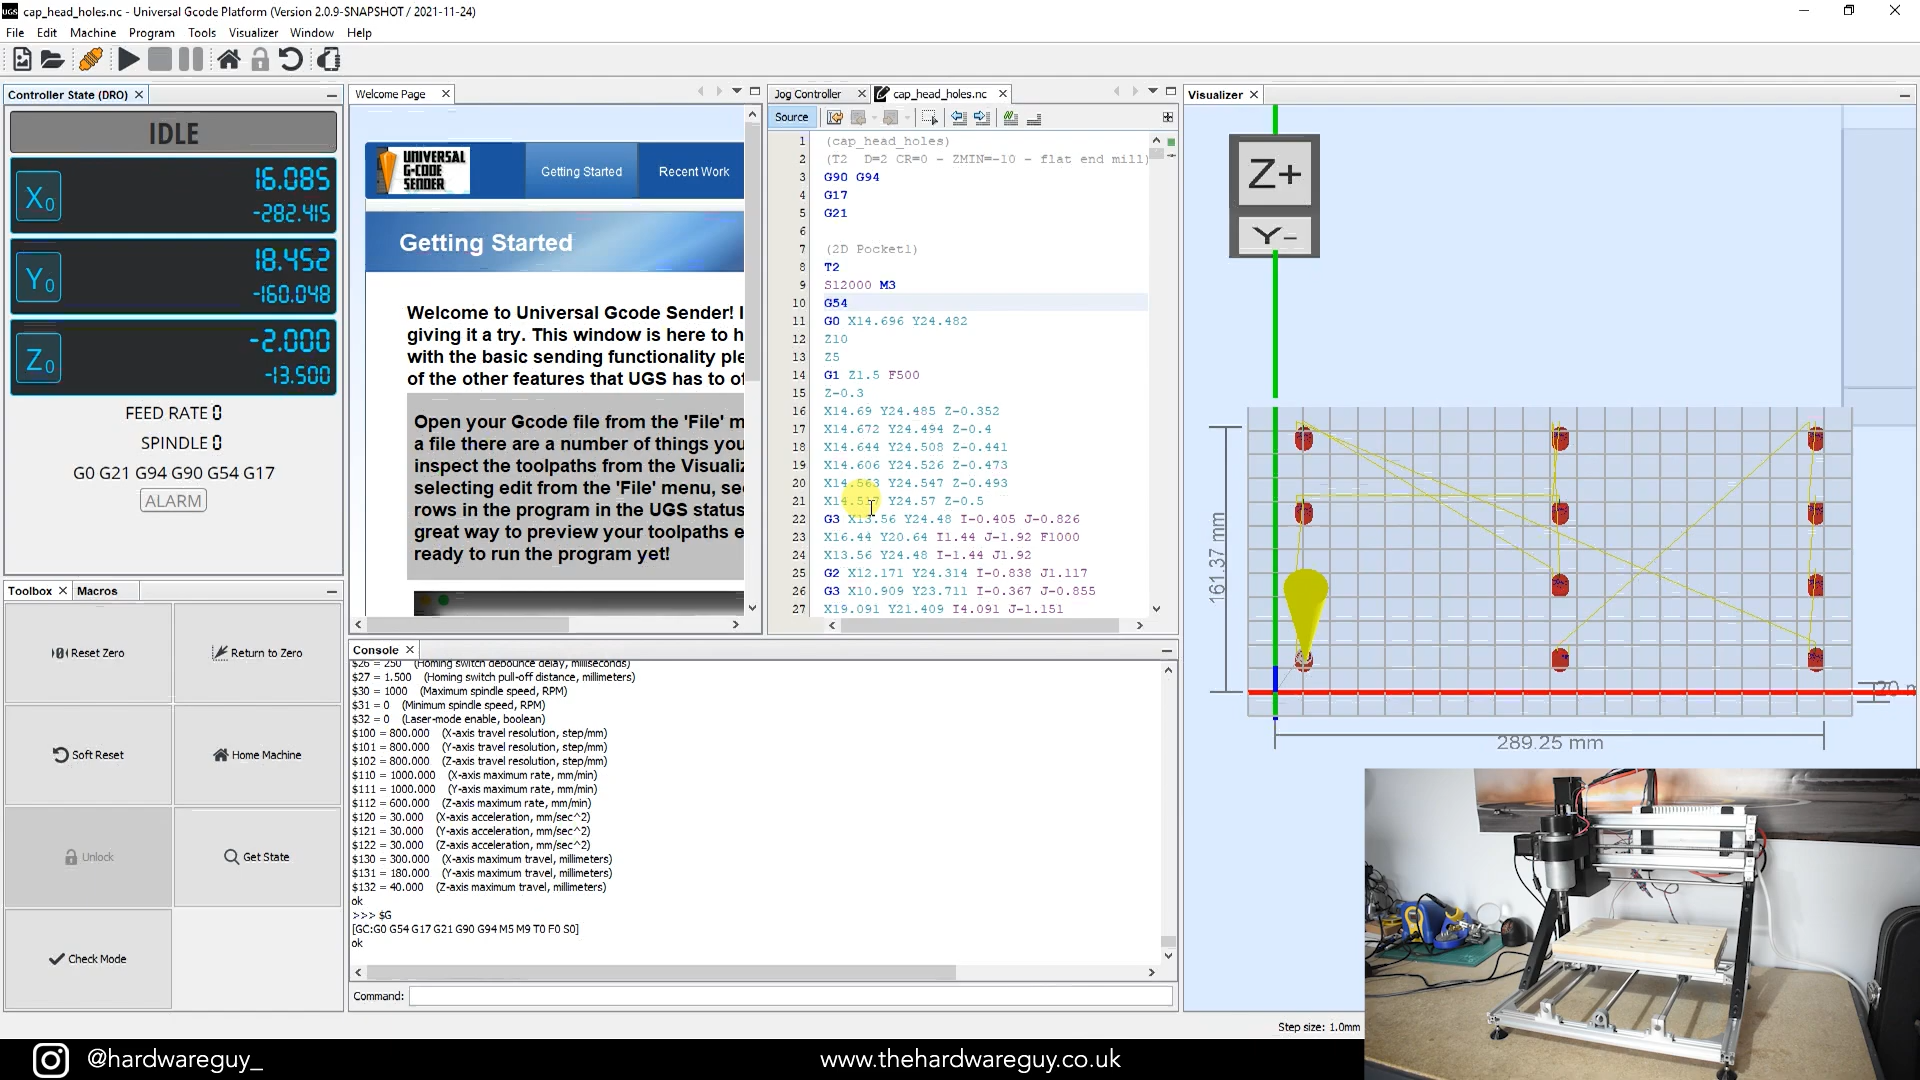 cap_head_holes.nc - Universal Gcode Platform (Version 2.0.9-SNAPSHOT / 2021-11-24)
File Edit Machine Program Tools Visualizer Window Help
Controller State (DRO)
IDLE
X0 16.085
-282.415
Y0 18.452
-160.048
Z0 -2.000
-13.500
FEED RATE 0
SPINDLE 0
G0 G21 G94 G90 G54 G17
ALARM
Toolbox Macros
Reset Zero
Return to Zero
Soft Reset
Home Machine
Unlock
Get State
Check Mode
Welcome Page
UNIVERSAL
G-CODE
SENDER
Getting Started Recent Work
Getting Started
Welcome to Universal Gcode Sender! I
giving it a try. This window is here to h
with the basic sending functionality ple
of the other features that UGS has to of
Open your Gcode file from the 'File' m
a file there are a number of things you
inspect the toolpaths from the Visualiz
selecting edit from the 'File' menu, see
rows in the program in the UGS status
great way to preview your toolpaths e
ready to run the program yet!
Jog Controller cap_head_holes.nc
Source
1 (cap_head_holes)
2 (T2 D=2 CR=0 - ZMIN=-10 - flat end mill)
3 G90 G94
4 G17
5 G21
6
7 (2D Pocket1)
8 T2
9 S12000 M3
10 G54
11 G0 X14.696 Y24.482
12 Z10
13 Z5
14 G1 Z1.5 F500
15 Z-0.3
16 X14.69 Y24.485 Z-0.352
17 X14.672 Y24.494 Z-0.4
18 X14.644 Y24.508 Z-0.441
19 X14.606 Y24.526 Z-0.473
20 X14.563 Y24.547 Z-0.493
21 Y24.57 Z-0.5
22 G3 X13.56 Y24.48 I-0.405 J-0.826
23 X16.44 Y20.64 I1.44 J-1.92 F1000
24 X13.56 Y24.48 I-1.44 J1.92
25 G2 X12.171 Y24.314 I-0.838 J1.117
26 G3 X10.909 Y23.711 I-0.367 J-0.855
27 X19.091 Y21.409 I4.091 J-1.151
Console
$26 = 250 (Homing switch debounce delay, milliseconds)
$27 = 1.500 (Homing switch pull-off distance, millimeters)
$30 = 1000 (Maximum spindle speed, RPM)
$31 = 0 (Minimum spindle speed, RPM)
$32 = 0 (Laser-mode enable, boolean)
$100 = 800.000 (X-axis travel resolution, step/mm)
$101 = 800.000 (Y-axis travel resolution, step/mm)
$102 = 800.000 (Z-axis travel resolution, step/mm)
$110 = 1000.000 (X-axis maximum rate, mm/min)
$111 = 1000.000 (Y-axis maximum rate, mm/min)
$112 = 600.000 (Z-axis maximum rate, mm/min)
$120 = 30.000 (X-axis acceleration, mm/sec^2)
$121 = 30.000 (Y-axis acceleration, mm/sec^2)
$122 = 30.000 (Z-axis acceleration, mm/sec^2)
$130 = 300.000 (X-axis maximum travel, millimeters)
$131 = 180.000 (Y-axis maximum travel, millimeters)
$132 = 40.000 (Z-axis maximum travel, millimeters)
ok
>>> $G
[GC:G0 G54 G17 G21 G90 G94 M5 M9 T0 F0 S0]
ok
Command:
Visualizer
Z+
Y-
161.37 mm
289.25 mm
Step size: 1.0mm
@hardwareguy_
www.thehardwareguy.co.uk